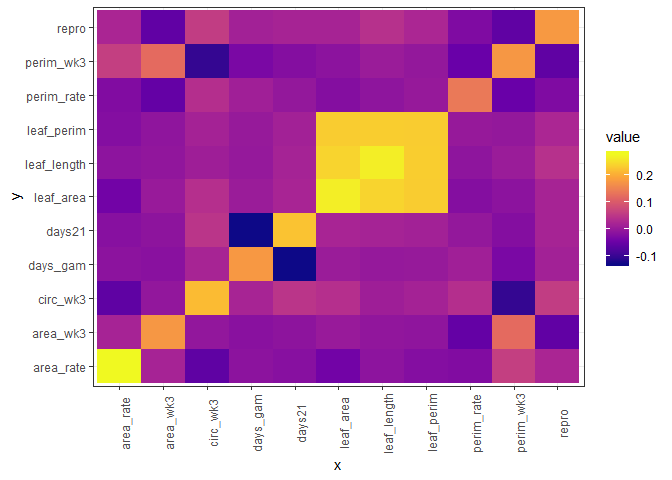 repro
perim_wk3
perim_rate
leaf_perim
leaf_length
leaf_area
days21
days_gam
circ_wk3
area_wk3
area_rate
y
area_rate
area_wk3
circ_wk3
days_gam
days21
leaf_area
leaf_length
leaf_perim
perim_rate
perim_wk3
repro
x
value
0.2
0.1
0.0
-0.1